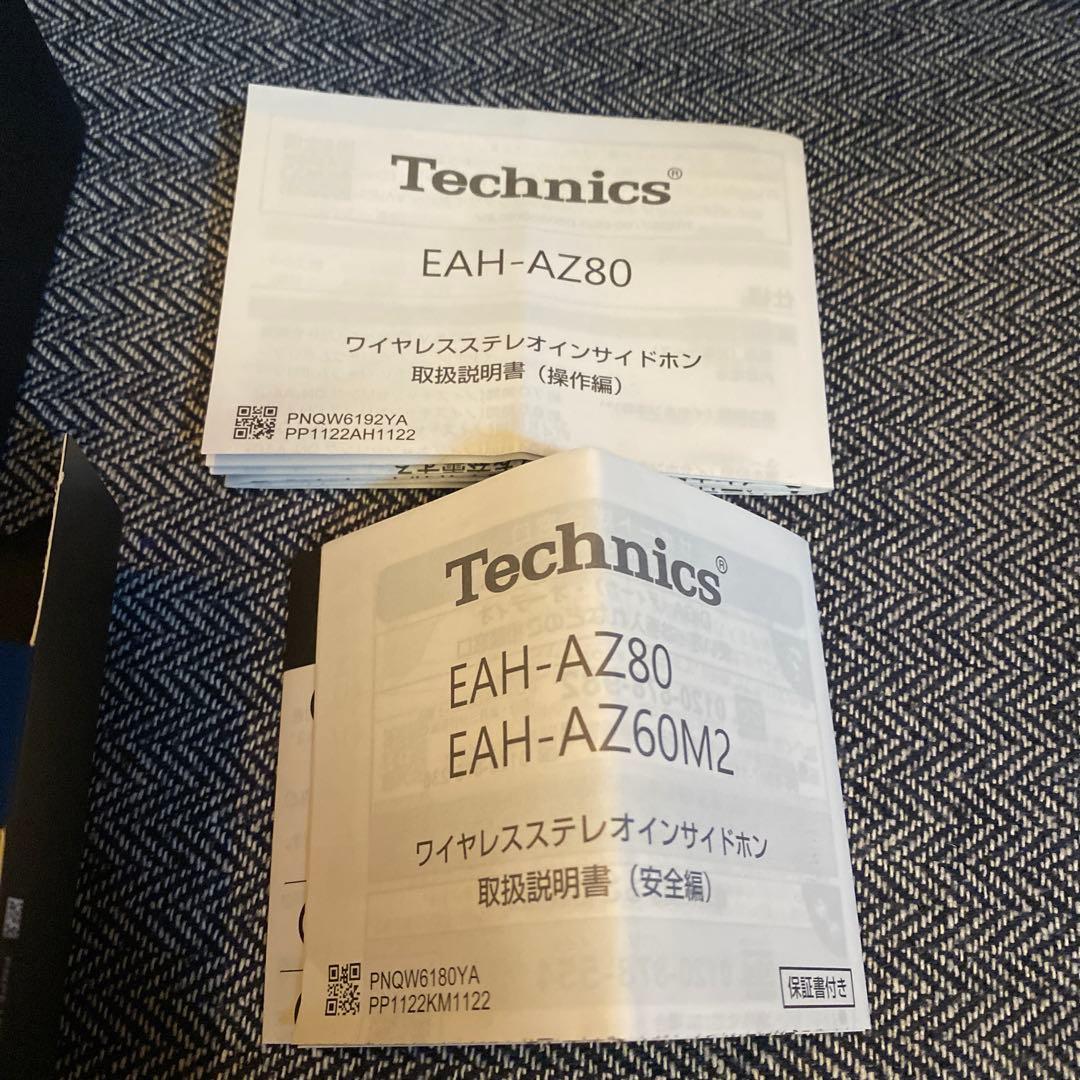 Technics®
EAH-AZ80
ワイヤレスステレオインサイドホン
取扱説明書（操作編）
PNQW6192YA
PP1122AH1122
Technics®
EAH-AZ80
EAH-AZ60M2
ワイヤレスステレオインサイドホン
取扱説明書（安全編）
PNQW6180YA
PP1122KM1122
保証書付き